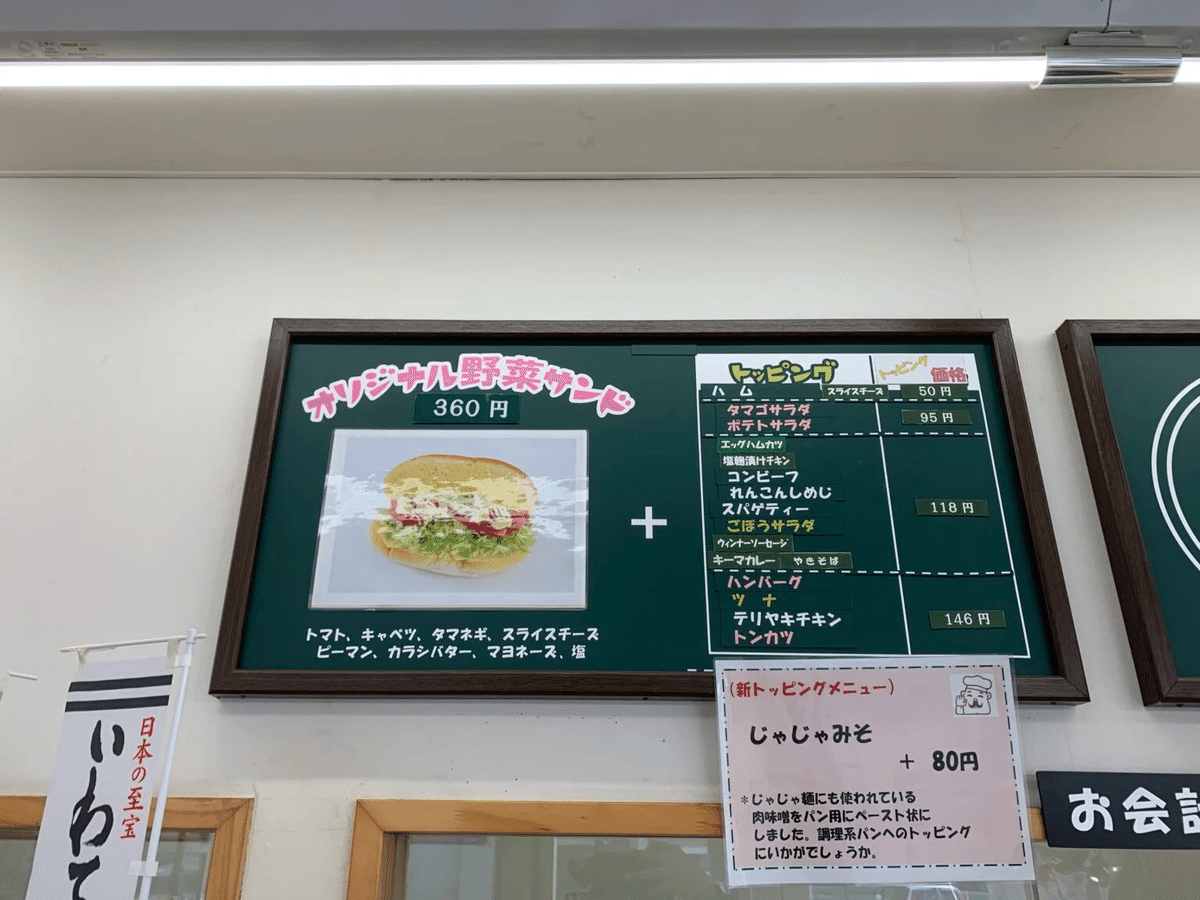 オリジナル野菜サンド
360円
トマト、キャベツ、タマネギ、スライスチーズ
ピーマン、カラシバター、マヨネーズ、塩
+
トッピング
トッピング 価格
ハム スライスチーズ 50円
タマゴサラダ
ポテトサラダ
95円
エッグハムカツ
塩麹漬けチキン
コンビーフ
れんこんしめじ
スパゲティー
ごぼうサラダ
ウィンナーソーセージ
キーマカレー やきそば
118円
ハンバーグ
ツナ
テリヤキチキン
トンカツ
146円
(新トッピングメニュー)
じゃじゃみそ
+ 80円
*じゃじゃ麺にも使われている
肉味噌をパン用にペースト状に
しました。調理系パンへのトッピング
にいかがでしょうか。
日本の至宝
いわて
お会計